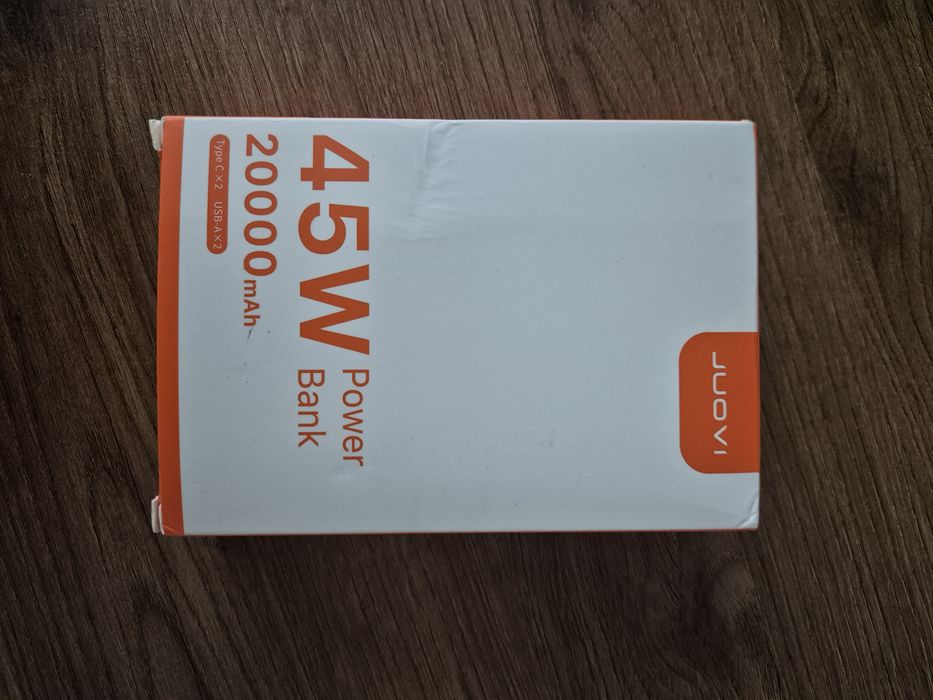 JUOVI
45W Power
Bank
20000mAh
Type C×2 USB-A×2